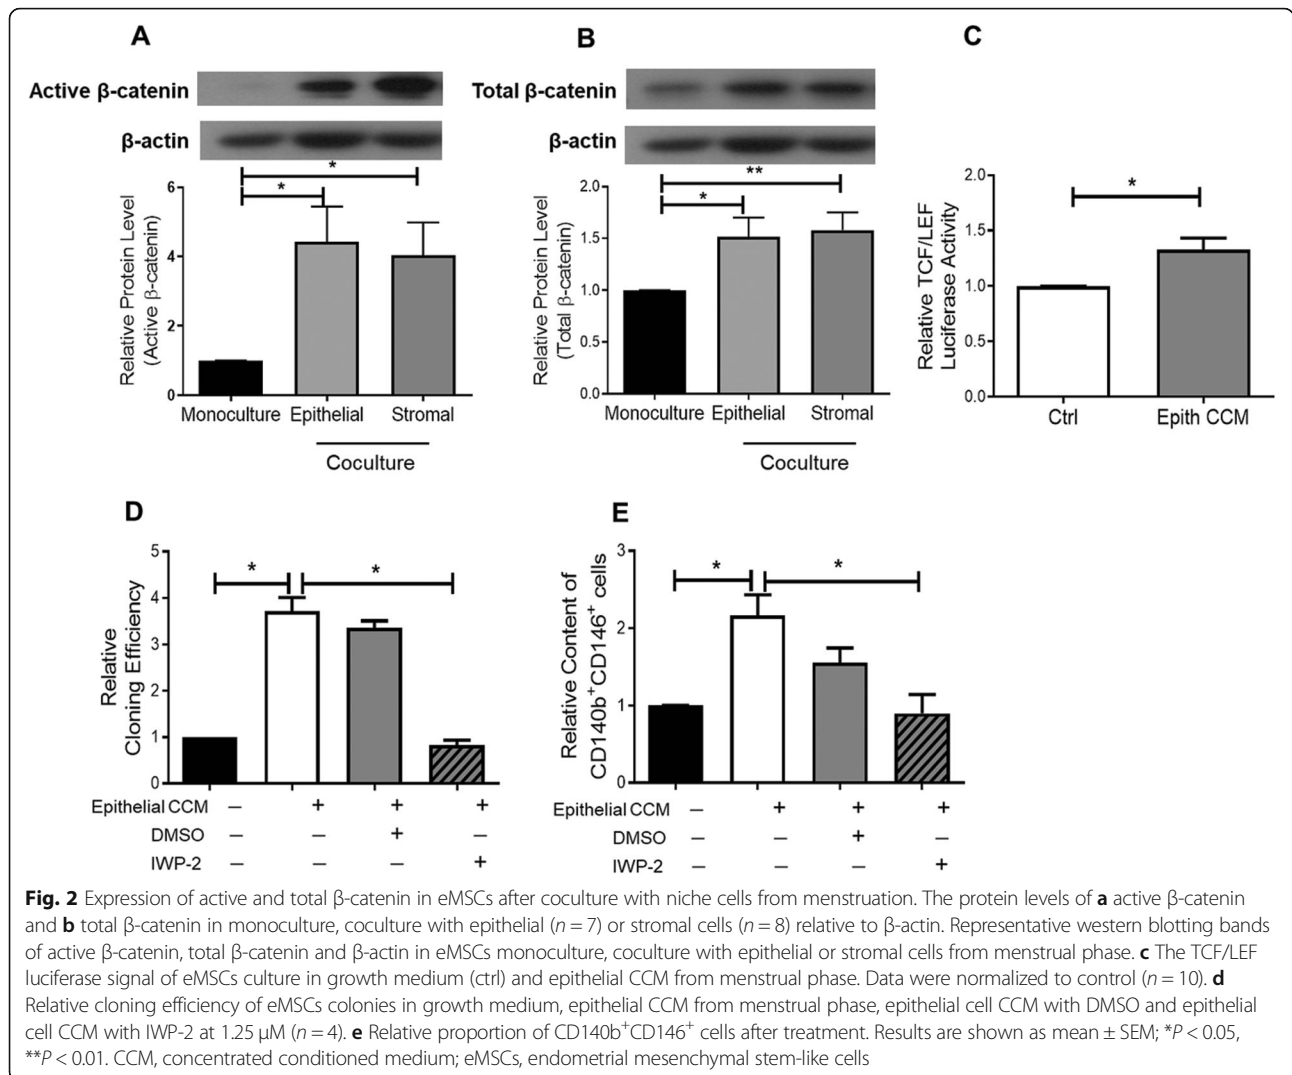 A
B
C
Active β-catenin
Total β-catenin
β-actin
β-actin
*
*
Relative Protein Level
(Active β-catenin)
6
4
2
0
Monoculture Epithelial Stromal
Coculture
**
*
Relative Protein Level
(Total β-catenin)
2.0
1.5
1.0
0.5
0.0
Monoculture Epithelial Stromal
Coculture
*
Relative TCF/LEF
Luciferase Activity
2.0
1.5
1.0
0.5
0.0
Ctrl Epith CCM
D
*
*
Relative
Cloning Efficiency
5
4
3
2
1
0
Epithelial CCM – + + +
DMSO – – + –
IWP-2 – – – +
E
*
*
Relative Content of
CD140b⁺CD146⁺ cells
3
2
1
0
Epithelial CCM – + + +
DMSO – – + –
IWP-2 – – – +
Fig. 2 Expression of active and total β-catenin in eMSCs after coculture with niche cells from menstruation. The protein levels of a active β-catenin
and b total β-catenin in monoculture, coculture with epithelial (n = 7) or stromal cells (n = 8) relative to β-actin. Representative western blotting bands
of active β-catenin, total β-catenin and β-actin in eMSCs monoculture, coculture with epithelial or stromal cells from menstrual phase. c The TCF/LEF
luciferase signal of eMSCs culture in growth medium (ctrl) and epithelial CCM from menstrual phase. Data were normalized to control (n = 10). d
Relative cloning efficiency of eMSCs colonies in growth medium, epithelial CCM from menstrual phase, epithelial cell CCM with DMSO and epithelial
cell CCM with IWP-2 at 1.25 μM (n = 4). e Relative proportion of CD140b⁺CD146⁺ cells after treatment. Results are shown as mean ± SEM; *P < 0.05,
**P < 0.01. CCM, concentrated conditioned medium; eMSCs, endometrial mesenchymal stem-like cells